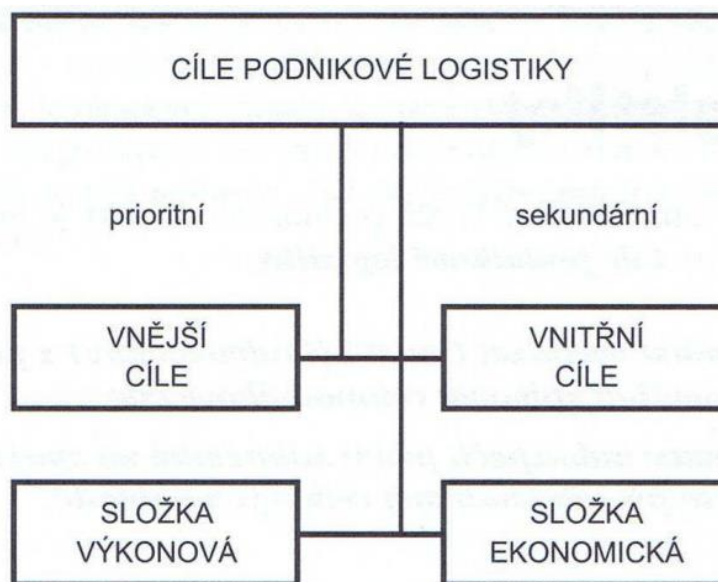 CÍLE PODNIKOVÉ LOGISTIKY
prioritní
sekundární
VNĚJŠÍ
CÍLE
VNITŘNÍ
CÍLE
SLOŽKA
VÝKONOVÁ
SLOŽKA
EKONOMICKÁ